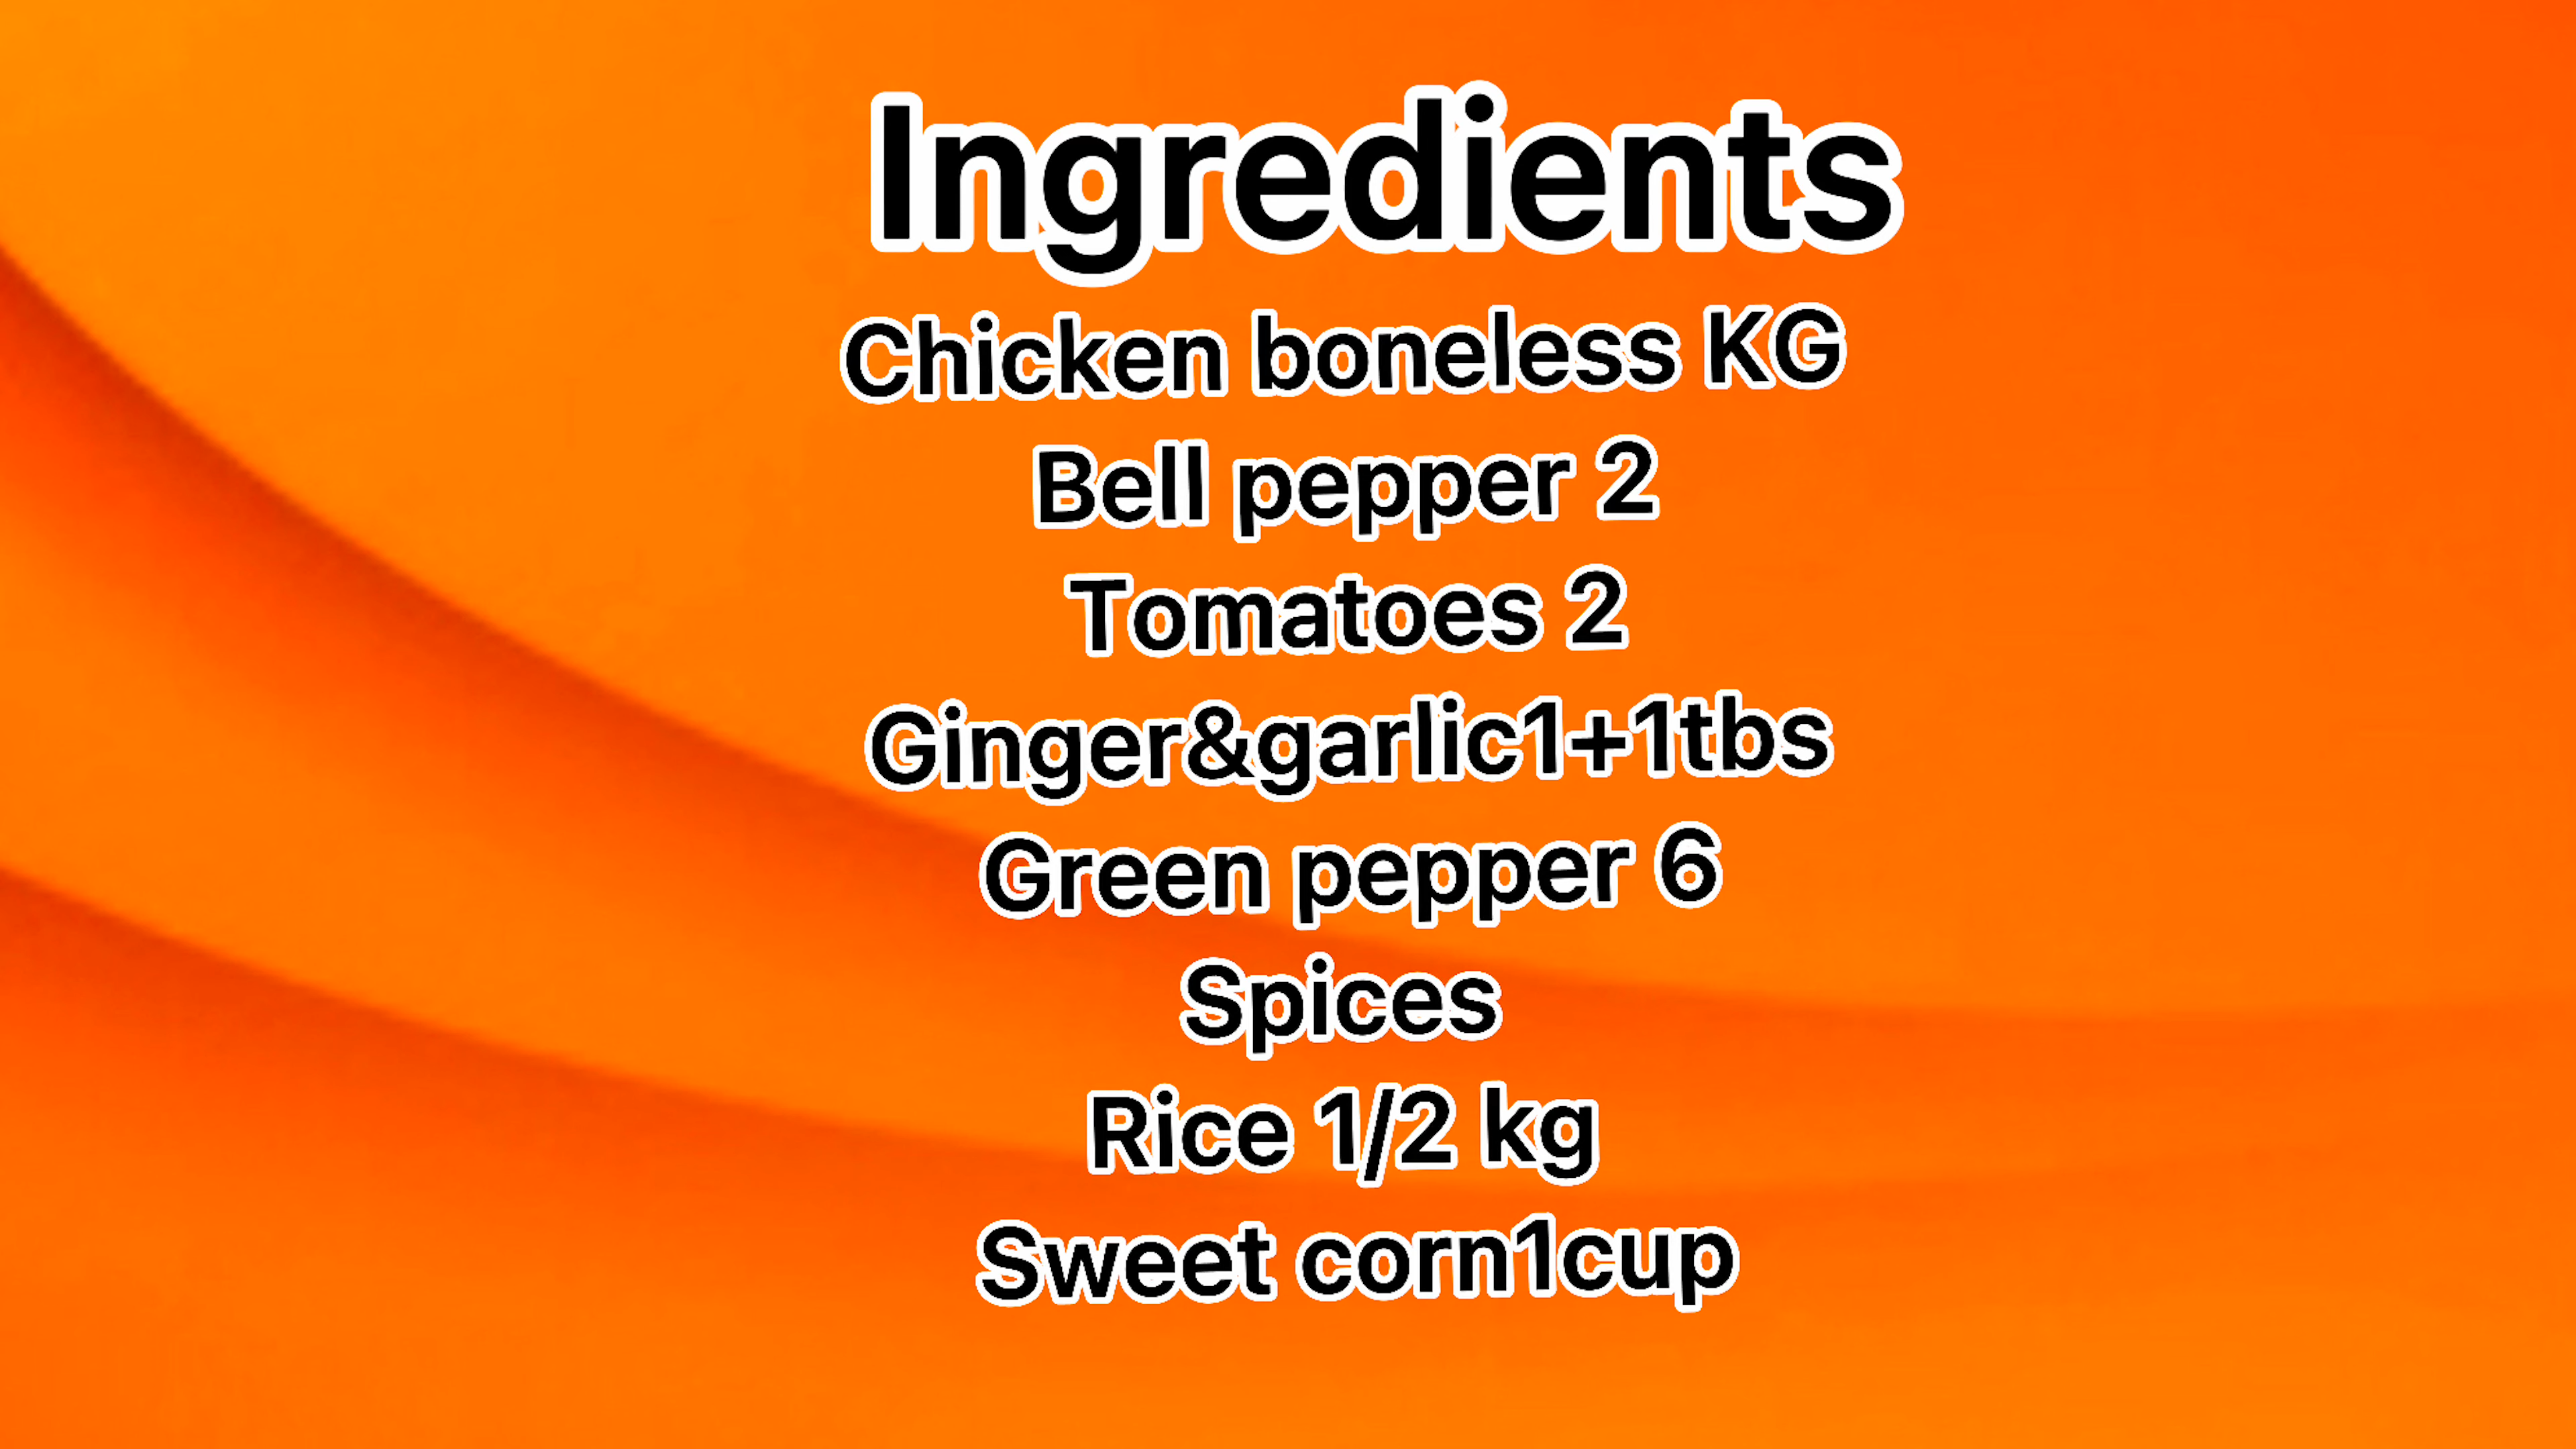 Ingredients
Chicken boneless KG
Bell pepper 2
Tomatoes 2
Ginger&garlic1+1tbs
Green pepper 6
Spices
Rice 1/2 kg
Sweet corn1cup